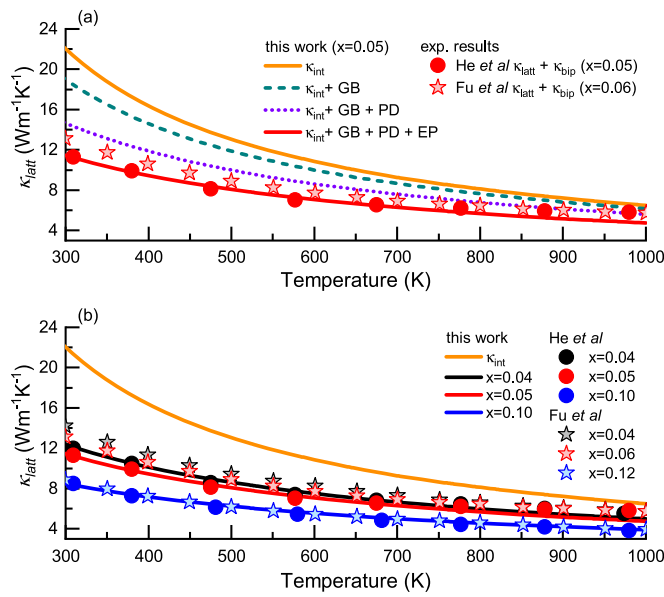 (a)
this work (x=0.05)
κint
κint+ GB
κint+ GB + PD
κint+ GB + PD + EP
exp. results
He et al κlatt + κbip (x=0.05)
Fu et al κlatt + κbip (x=0.06)
κlatt (Wm-1K-1)
24
20
16
12
8
4
300 400 500 600 700 800 900 1000
Temperature (K)
(b)
this work
κint
x=0.04
x=0.05
x=0.10
He et al
x=0.04
x=0.05
x=0.10
Fu et al
x=0.04
x=0.06
x=0.12
κlatt (Wm-1K-1)
24
20
16
12
8
4
300 400 500 600 700 800 900 1000
Temperature (K)